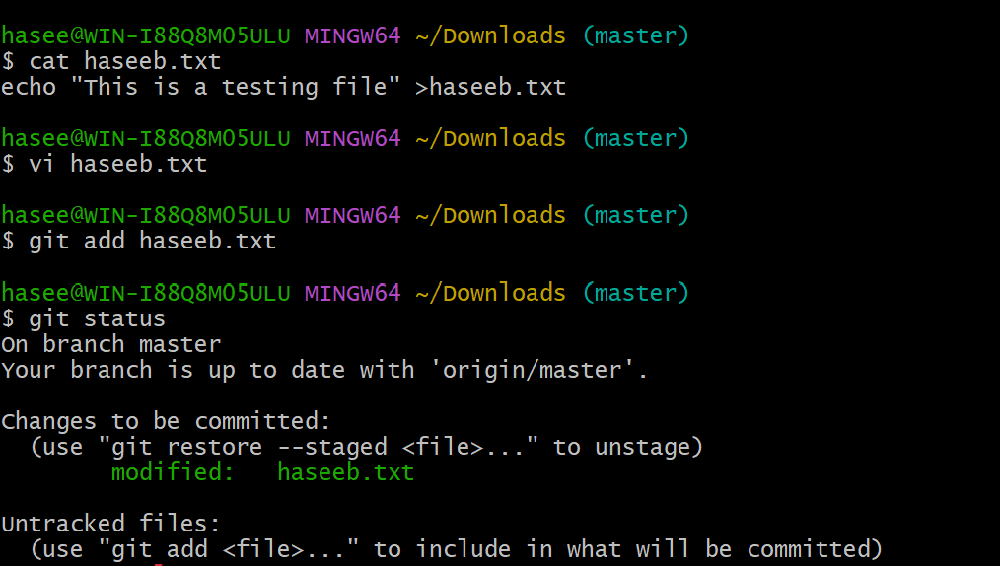 hasee@WIN-I88Q8MO5ULU MINGW64 ~/Downloads (master)
$ cat haseeb.txt
echo "This is a testing file" >haseeb.txt
hasee@WIN-I88Q8MO5ULU MINGW64 ~/Downloads (master)
$ vi haseeb.txt
hasee@WIN-I88Q8MO5ULU MINGW64 ~/Downloads (master)
$ git add haseeb.txt
hasee@WIN-I88Q8MO5ULU MINGW64 ~/Downloads (master)
$ git status
On branch master
Your branch is up to date with 'origin/master'.
Changes to be committed:
(use "git restore --staged <file>..." to unstage)
modified: haseeb.txt
Untracked files:
(use "git add <file>..." to include in what will be committed)